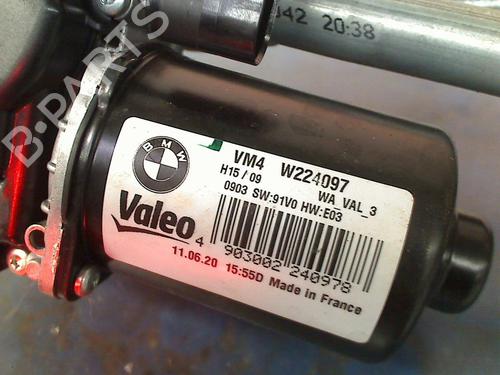 342 20:38
B-PARTS
BMW
VM4 W224097
H15 / 09 WA_VAL_3
0903 SW:91V0 HW:E03
Valeo
4 903002 240978
11.06.20 15:55D Made in France